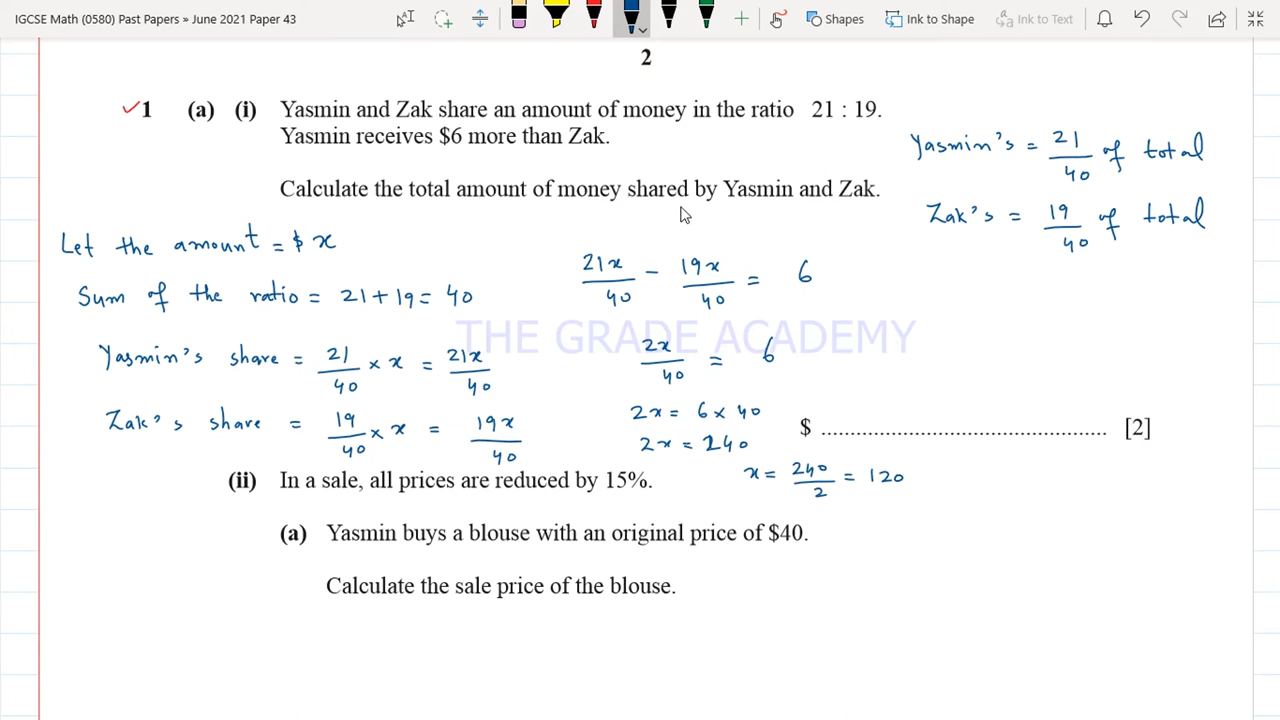 IGCSE Math (0580) Past Papers » June 2021 Paper 43
Shapes Ink to Shape Ink to Text
2
1 (a) (i) Yasmin and Zak share an amount of money in the ratio 21 : 19.
Yasmin receives $6 more than Zak.
Calculate the total amount of money shared by Yasmin and Zak.
Yasmin's = 21/40 of total
Zak's = 19/40 of total
Let the amount = $ x
Sum of the ratio = 21 + 19 = 40
21x/40 - 19x/40 = 6
THE GRADE ACADEMY
Yasmin's share = 21/40 × x = 21x/40
2x/40 = 6
Zak's share = 19/40 × x = 19x/40
2x = 6 × 40
2x = 240
$ ................................................ [2]
x = 240/2 = 120
(ii) In a sale, all prices are reduced by 15%.
(a) Yasmin buys a blouse with an original price of $40.
Calculate the sale price of the blouse.